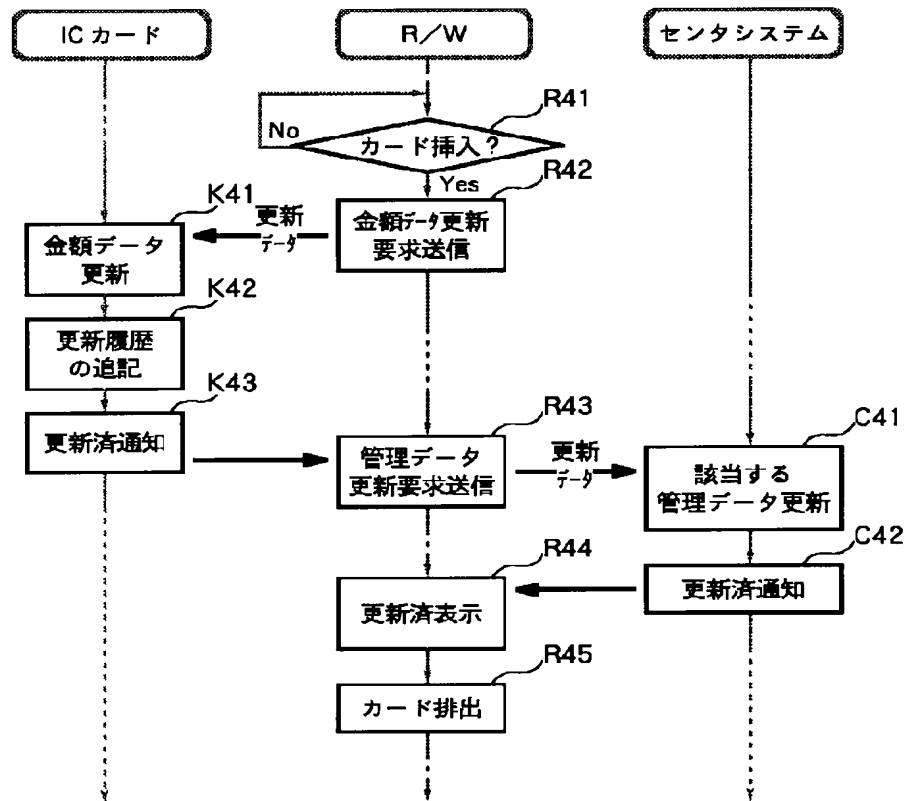 IC カード
R／W
センタシステム
R41
No
カード挿入？
Yes
R42
K41
更新
データ
金額データ更新
要求送信
金額データ
更新
K42
更新履歴
の追記
K43
更新済通知
R43
管理データ
更新要求送信
更新
データ
C41
該当する
管理データ更新
C42
更新済通知
R44
更新済表示
R45
カード排出